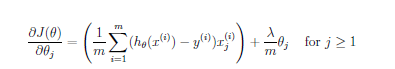 ∂J(θ)/∂θ_j = ( 1/m ∑_{i=1}^{m} (h_θ(x^{(i)}) − y^{(i)})x_j^{(i)} ) + λ/m θ_j   for j ≥ 1